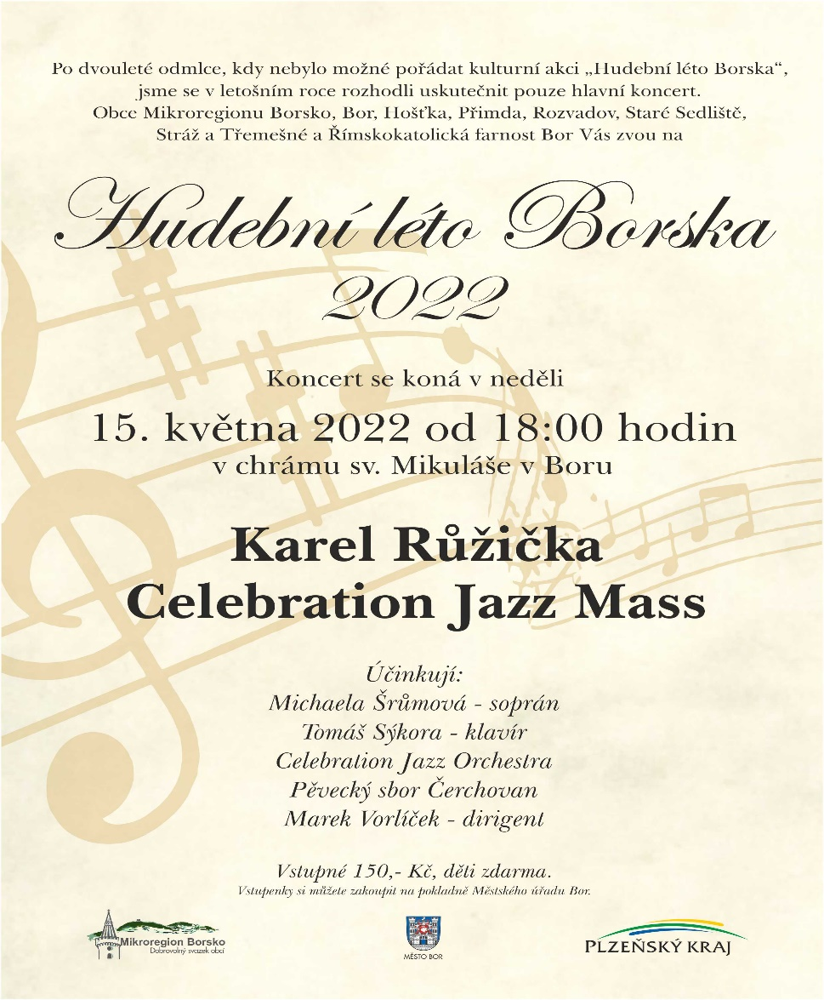 Po dvouleté odmlce, kdy nebylo možné pořádat kulturní akci „Hudební léto Borska“,
jsme se v letošním roce rozhodli uskutečnit pouze hlavní koncert.
Obce Mikroregionu Borsko, Bor, Hošťka, Přimda, Rozvadov, Staré Sedliště,
Stráž a Třemešné a Římskokatolická farnost Bor Vás zvou na
Hudební léto Borska
2022
Koncert se koná v neděli
15. května 2022 od 18:00 hodin
v chrámu sv. Mikuláše v Boru
Karel Růžička
Celebration Jazz Mass
Účinkují:
Michaela Šrůmová - soprán
Tomáš Sýkora - klavír
Celebration Jazz Orchestra
Pěvecký sbor Čerchovan
Marek Vorlíček - dirigent
Vstupné 150,- Kč, děti zdarma.
Vstupenky si můžete zakoupit na pokladně Městského úřadu Bor.
Mikroregion Borsko
Dobrovolný svazek obcí
MĚSTO BOR
PLZEŇSKÝ KRAJ